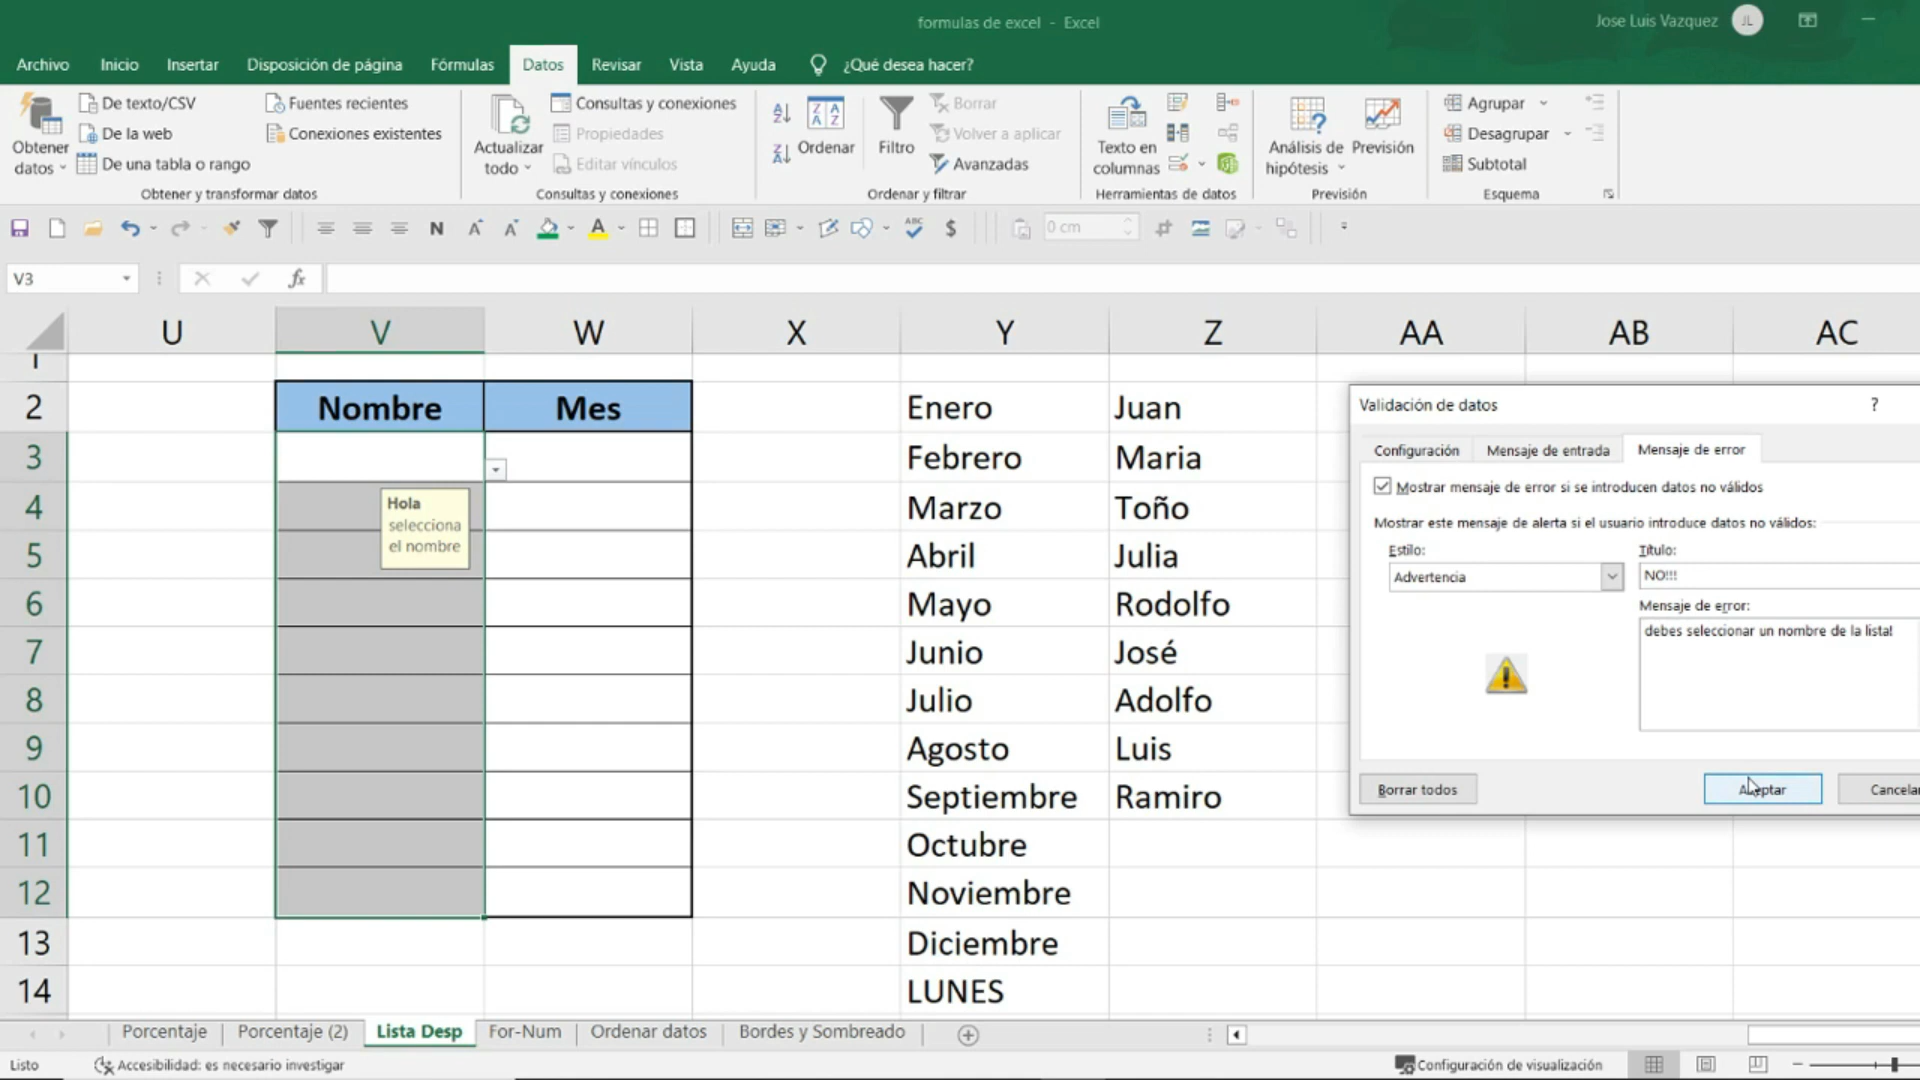 formulas de excel - Excel
Jose Luis Vazquez JL
Archivo Inicio Insertar Disposición de página Fórmulas Datos Revisar Vista Ayuda ¿Qué desea hacer?
Obtener datos
De texto/CSV
De la web
De una tabla o rango
Fuentes recientes
Conexiones existentes
Obtener y transformar datos
Actualizar todo
Consultas y conexiones
Propiedades
Editar vínculos
Consultas y conexiones
Ordenar
Filtro
Borrar
Volver a aplicar
Avanzadas
Ordenar y filtrar
Texto en columnas
Herramientas de datos
Análisis de hipótesis
Previsión
Previsión
Agrupar
Desagrupar
Subtotal
Esquema
N A A A ABC $ 0 cm
V3 fx
U V W X Y Z AA AB AC
1
2 Nombre Mes Enero Juan
3 Febrero Maria
4 Marzo Toño
5 Abril Julia
6 Mayo Rodolfo
7 Junio José
8 Julio Adolfo
9 Agosto Luis
10 Septiembre Ramiro
11 Octubre
12 Noviembre
13 Diciembre
14 LUNES
Hola
selecciona
el nombre
Validación de datos ?
Configuración Mensaje de entrada Mensaje de error
Mostrar mensaje de error si se introducen datos no válidos
Mostrar este mensaje de alerta si el usuario introduce datos no válidos:
Estilo: Título:
Advertencia NO!!!
Mensaje de error:
debes seleccionar un nombre de la lista!
Borrar todos Aceptar Cancelar
Porcentaje Porcentaje (2) Lista Desp For-Num Ordenar datos Bordes y Sombreado
Listo Accesibilidad: es necesario investigar Configuración de visualización